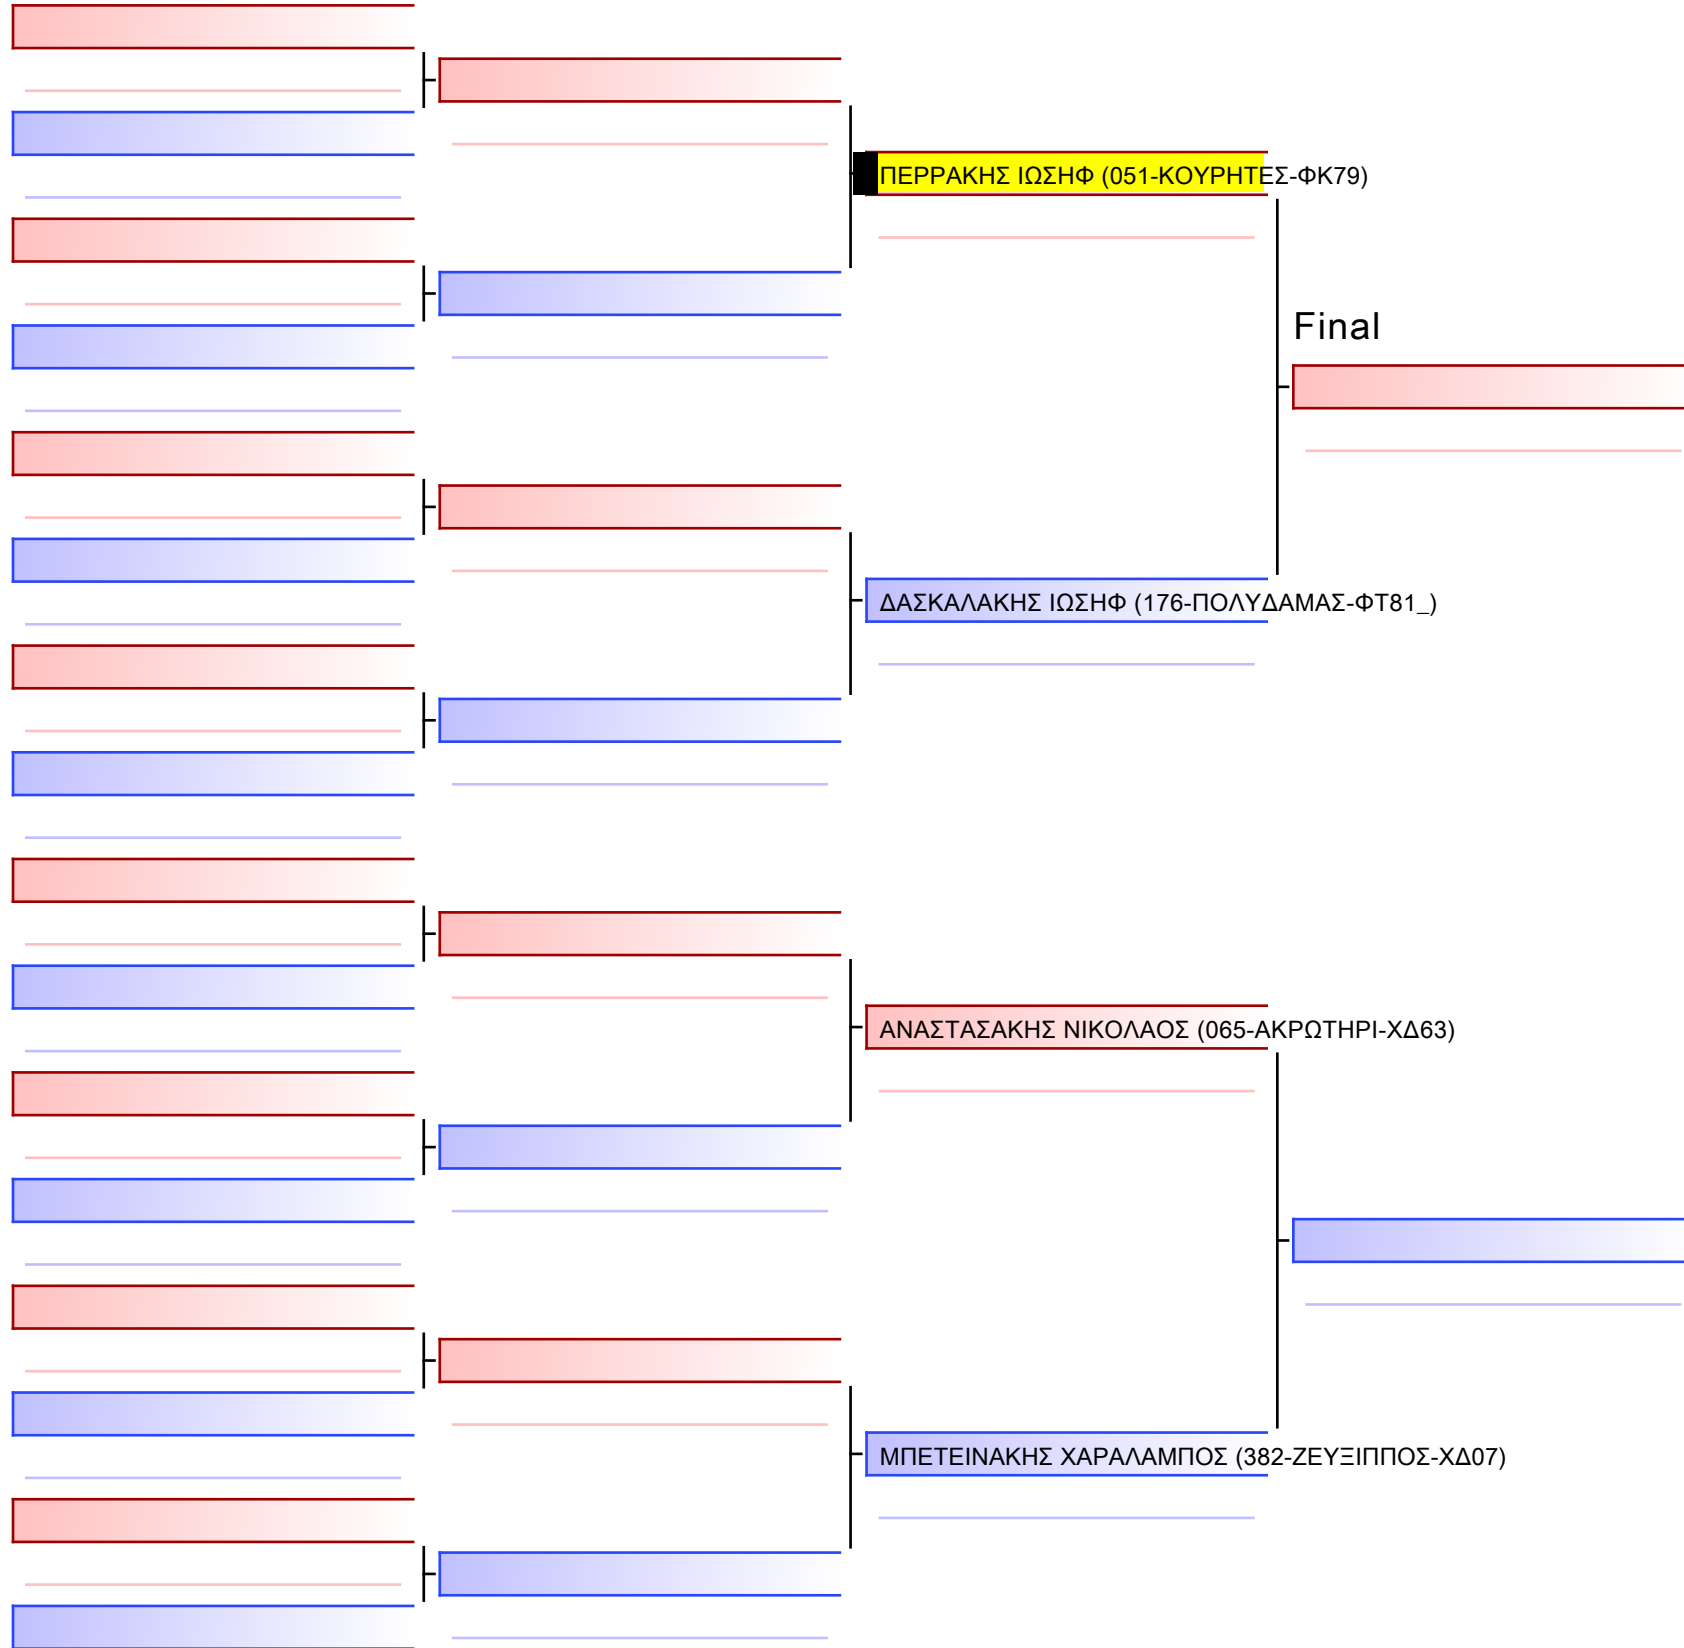 ΠΕΡΡΑΚΗΣ ΙΩΣΗΦ (051-ΚΟΥΡΗΤΕΣ-ΦΚ79)
Final
ΔΑΣΚΑΛΑΚΗΣ ΙΩΣΗΦ (176-ΠΟΛΥΔΑΜΑΣ-ΦΤ81_)
ΑΝΑΣΤΑΣΑΚΗΣ ΝΙΚΟΛΑΟΣ (065-ΑΚΡΩΤΗΡΙ-ΧΔ63)
ΜΠΕΤΕΙΝΑΚΗΣ ΧΑΡΑΛΑΜΠΟΣ (382-ΖΕΥΞΙΠΠΟΣ-ΧΔ07)